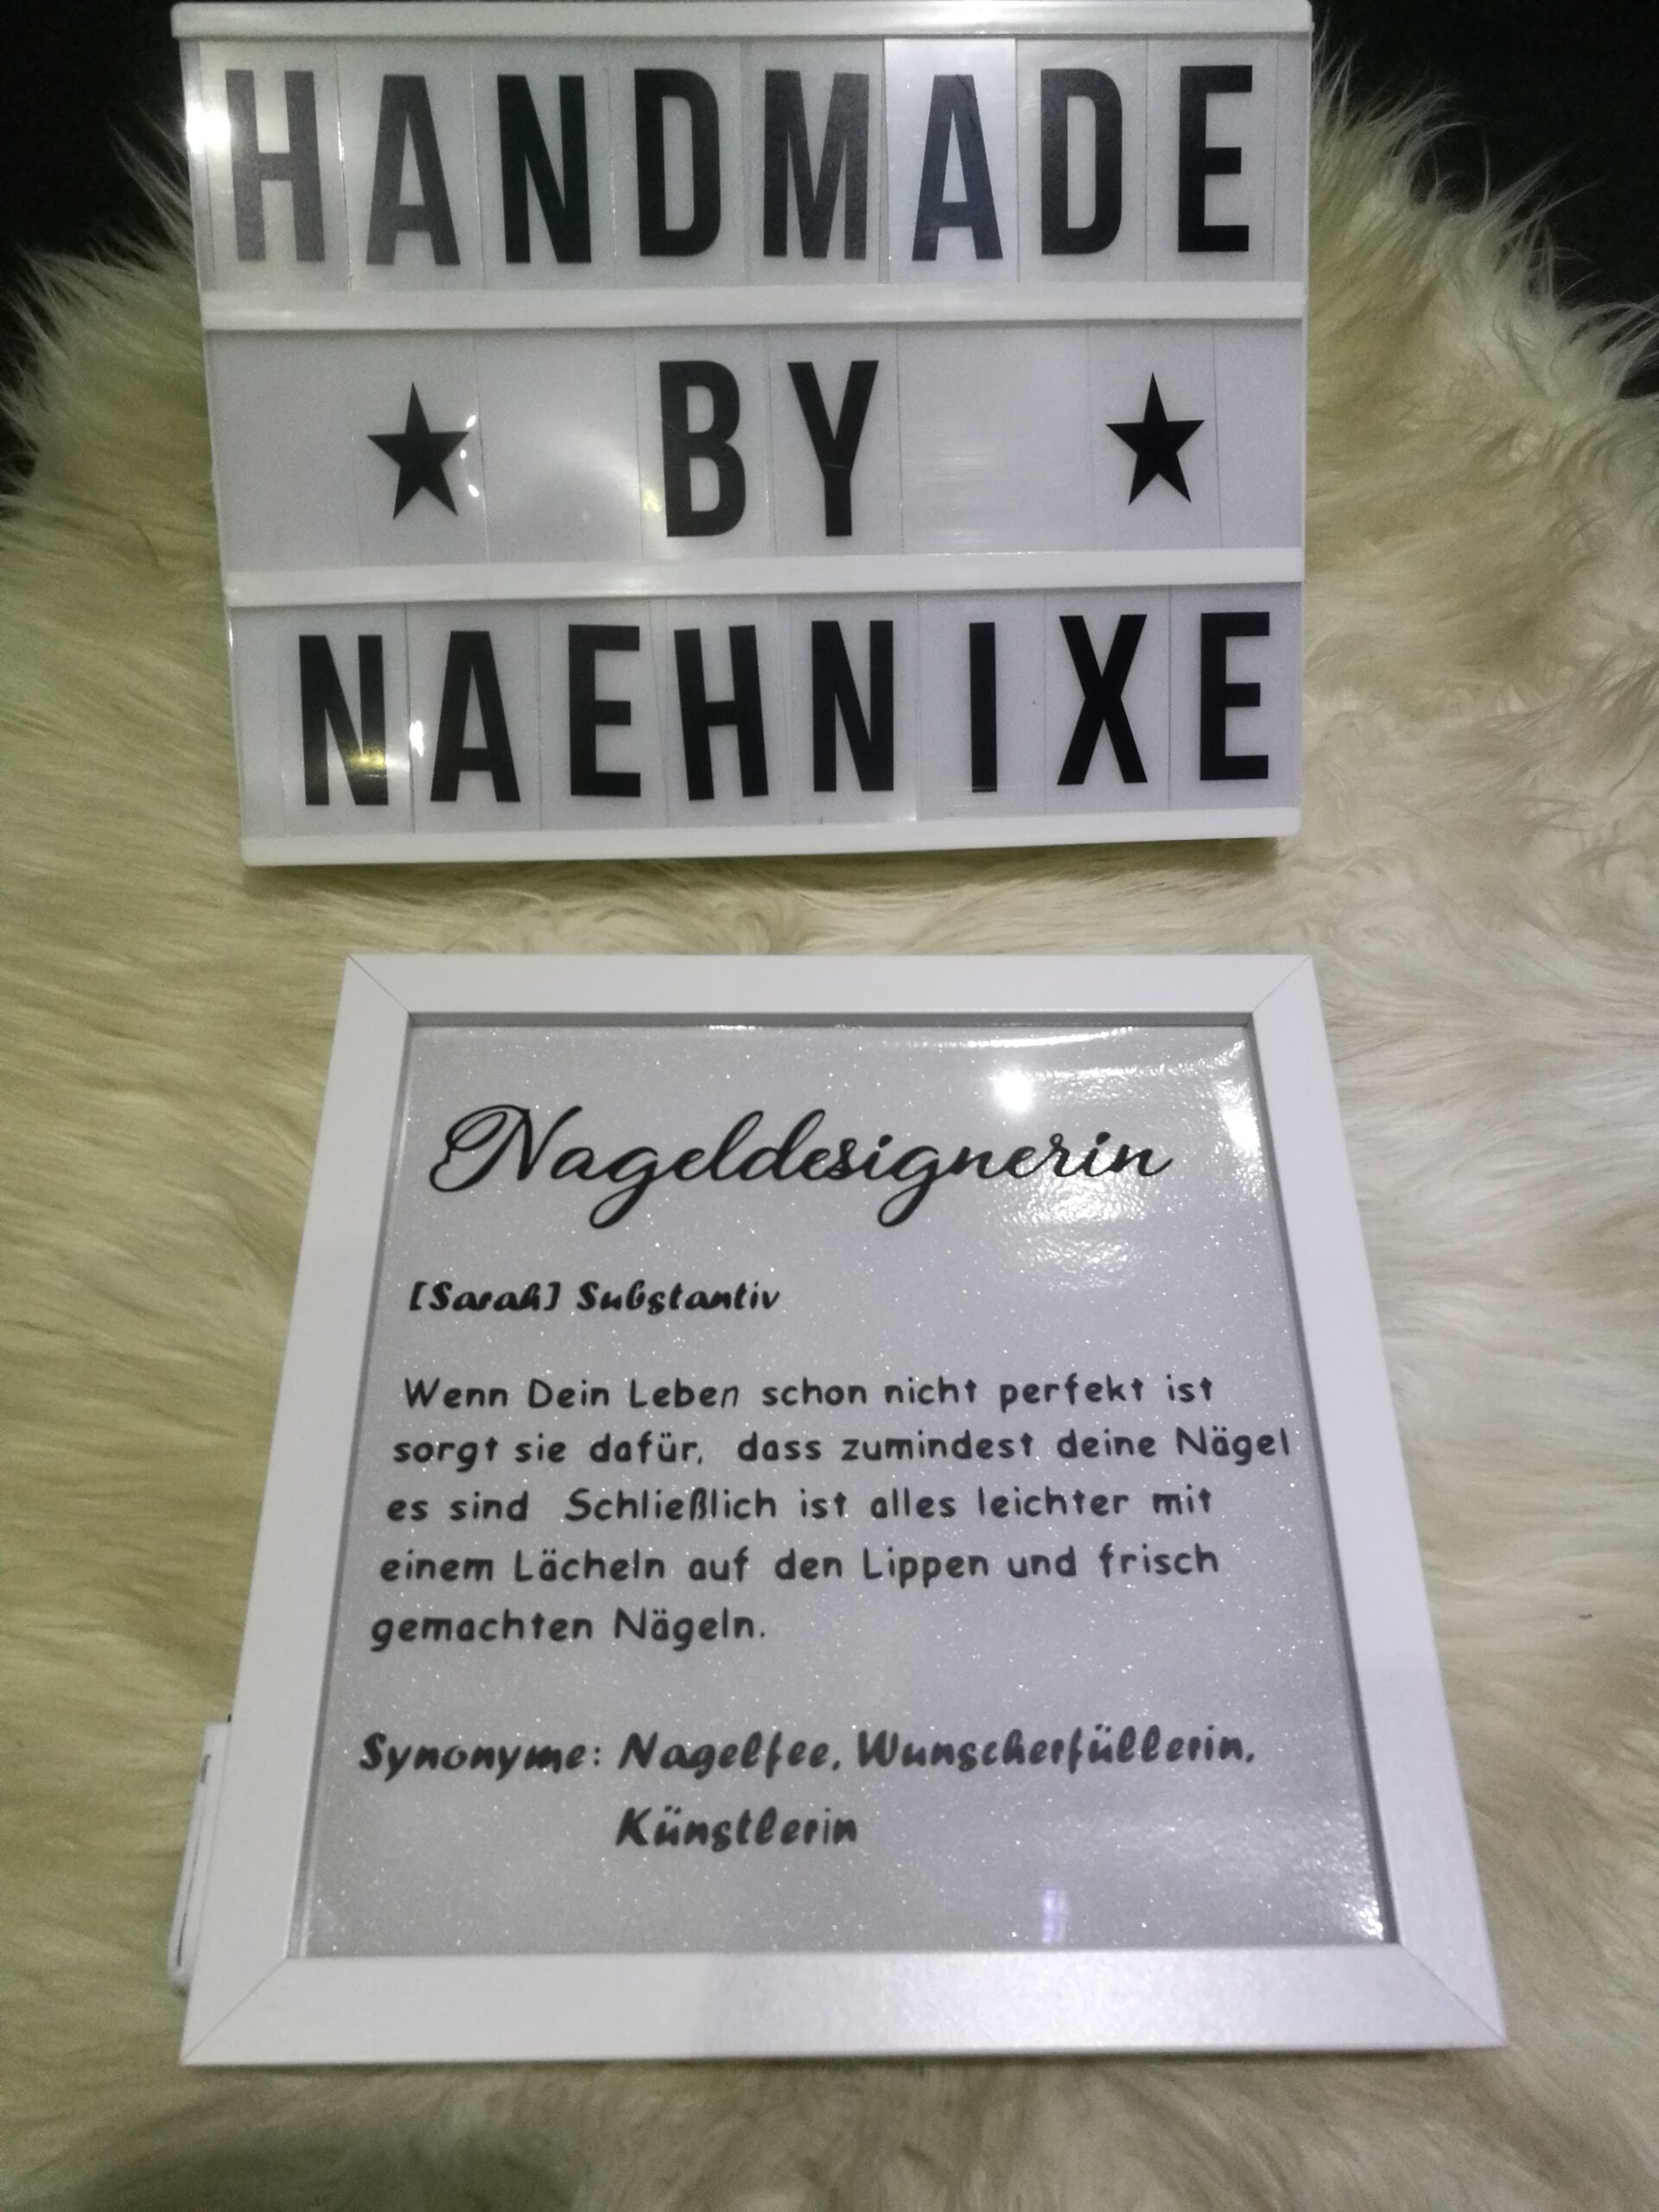 HANDMADE
★ BY ★
NAEHNIXE
Nageldesignerin
[Sarah] Substantiv
Wenn Dein Leben schon nicht perfekt ist
sorgt sie dafür, dass zumindest deine Nägel
es sind Schließlich ist alles leichter mit
einem Lächeln auf den Lippen und frisch
gemachten Nägeln.
Synonyme: Nagelfee, Wunscherfüllerin,
Künstlerin